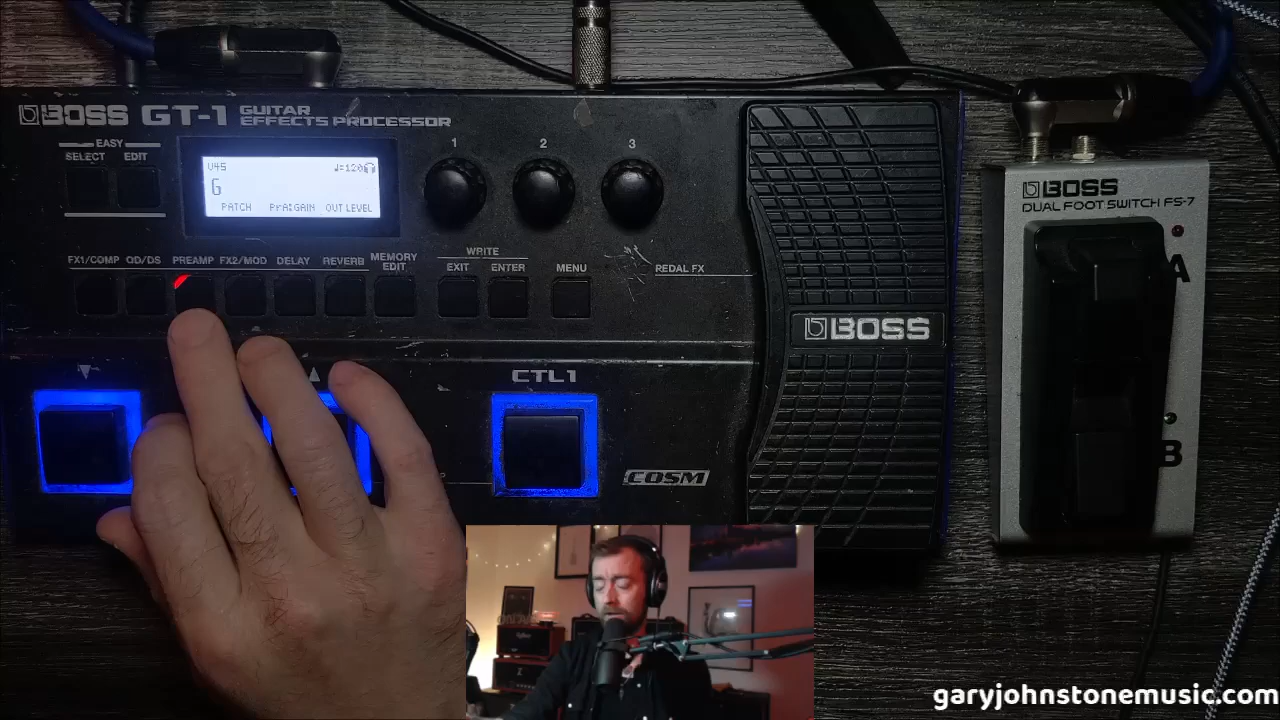 BOSS GT-1 GUITAR EFFECTS PROCESSOR
EASY
SELECT EDIT
U45 ♩=120
G
PATCH PrA:GAIN OUT LEVEL
1 2 3
FX1/COMP OD/DS PREAMP FX2/MOD DELAY REVERB MEMORY EDIT
WRITE
EXIT ENTER MENU
PEDAL FX
BOSS
CTL1
COSM
BOSS
DUAL FOOT SWITCH FS-7
A
B
garyjohnstonemusic.com